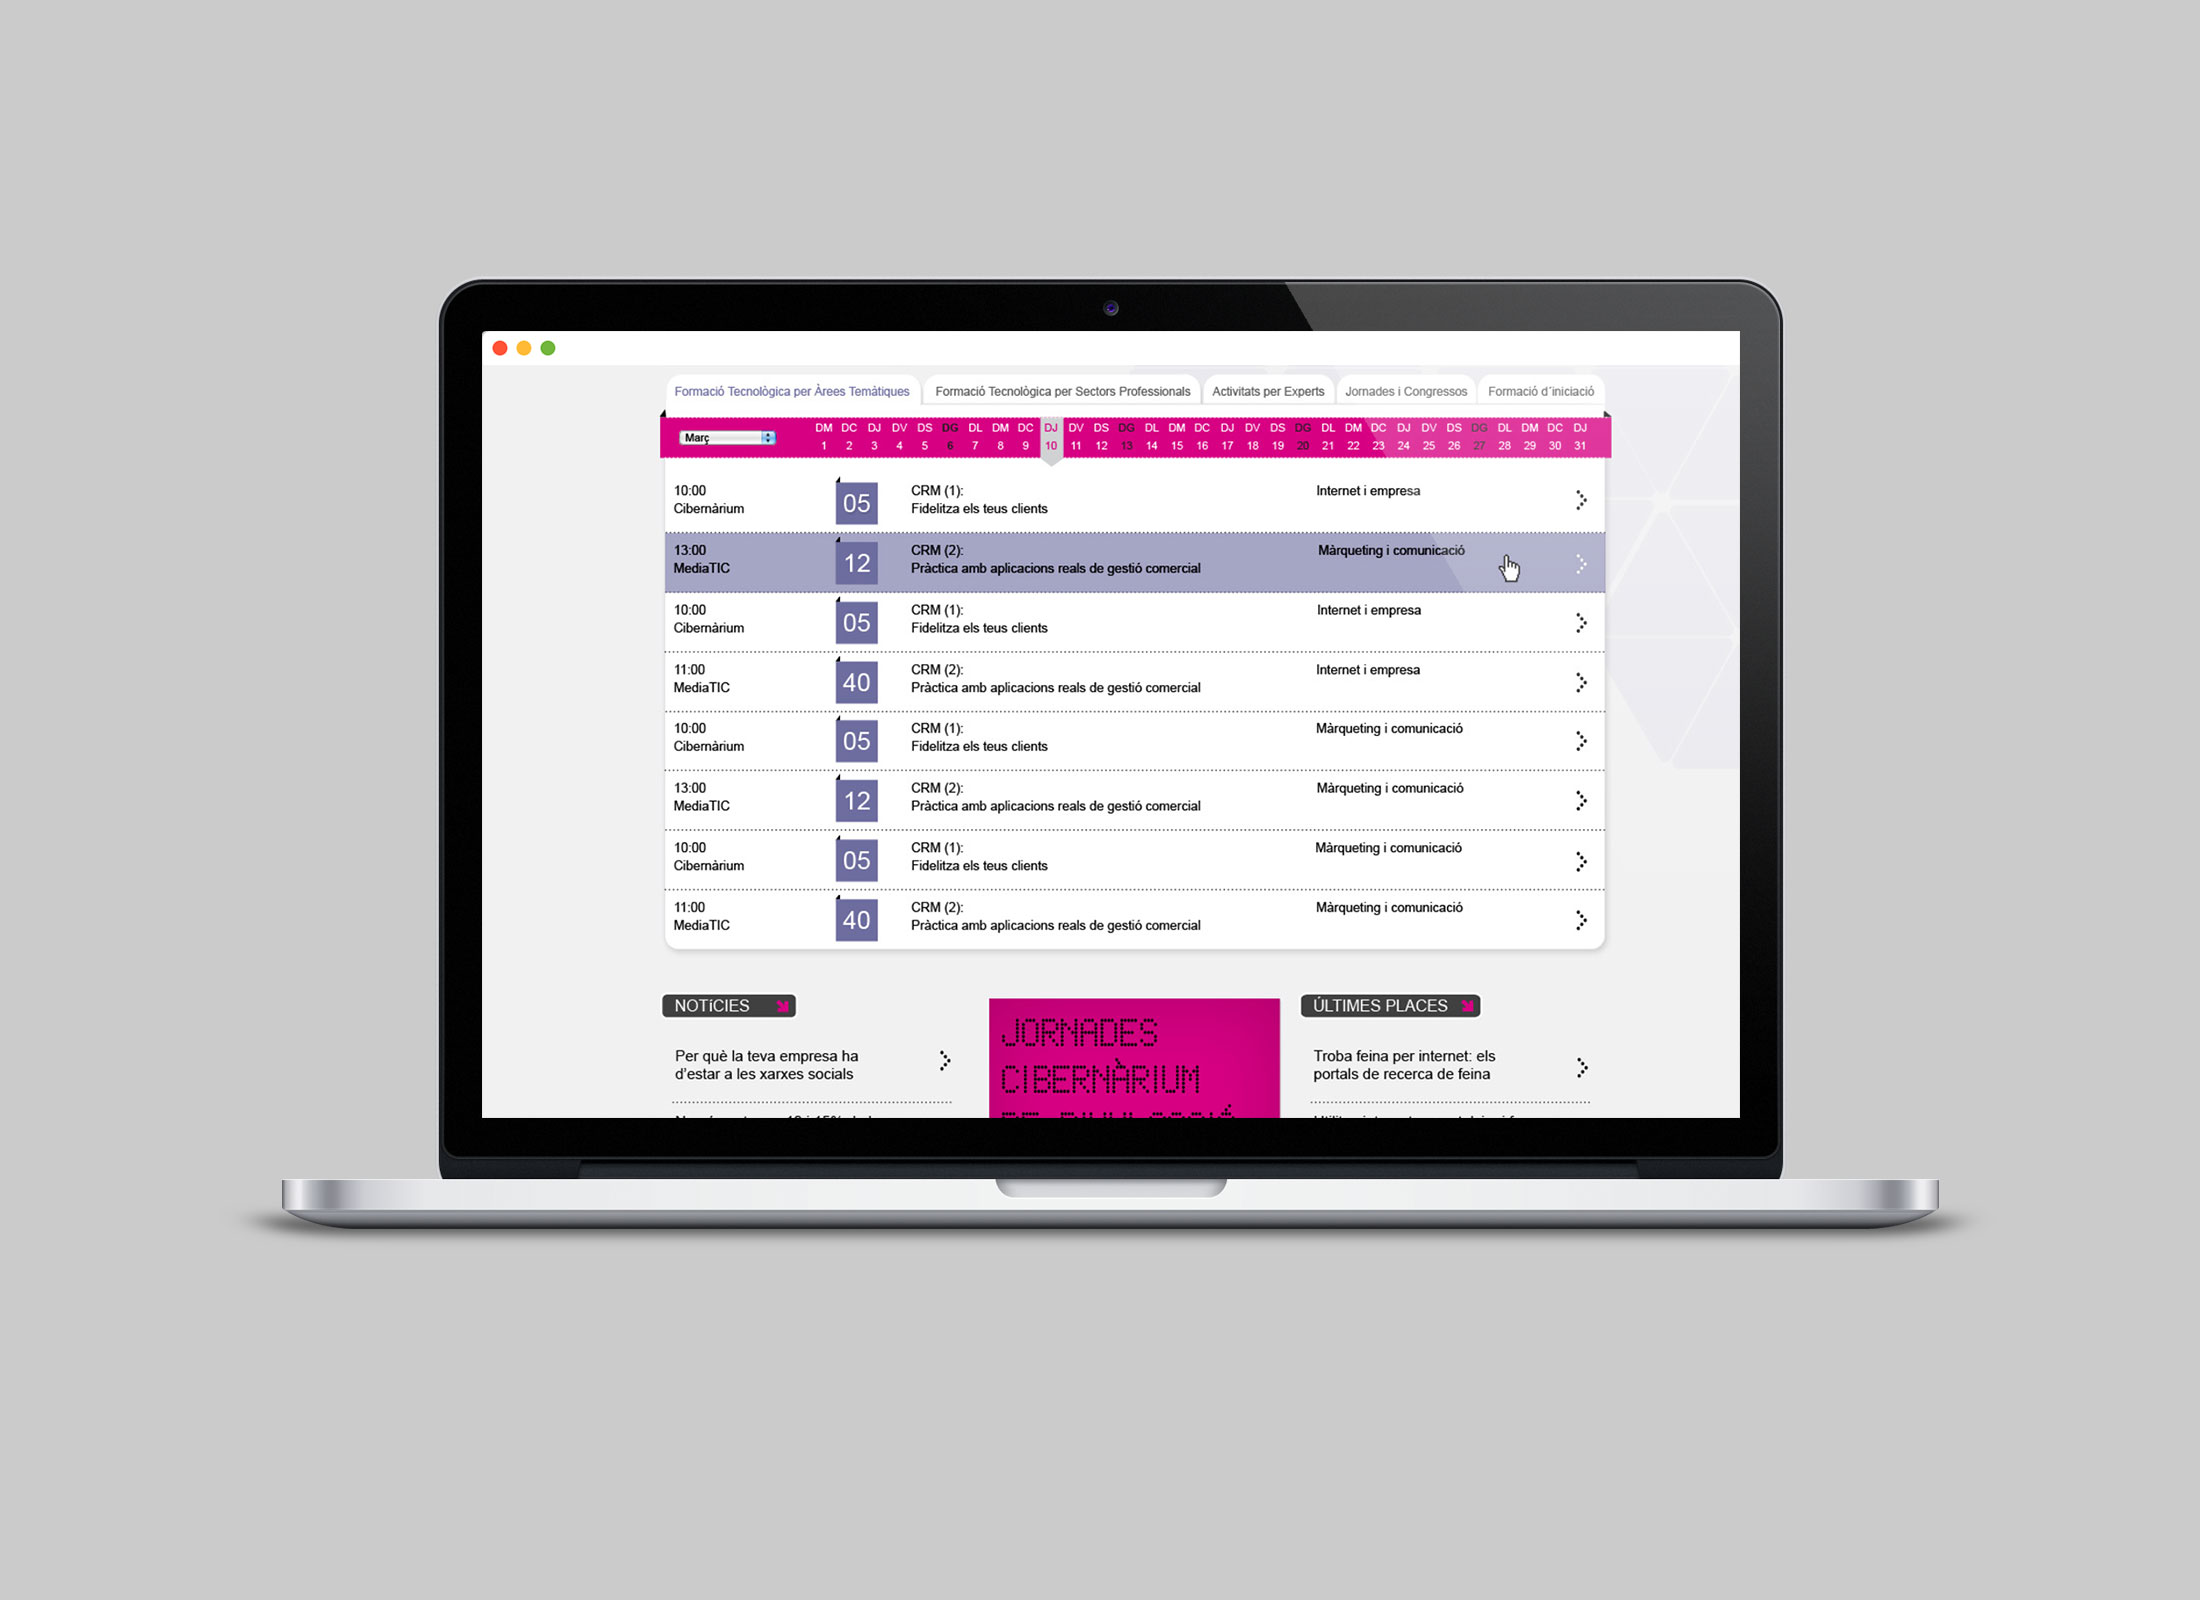 Formació Tecnològica per Àrees Temàtiques Formació Tecnològica per Sectors Professionals Activitats per Experts Jornades i Congressos Formació d´iniciació
DM DC DJ DV DS DG DL DM DC DJ DV DS DG DL DM DC DJ DV DS DG DL DM DC DJ DV DS DG DL DM DC DJ
Març
1 2 3 4 5 6 7 8 9 10 11 12 13 14 15 16 17 18 19 20 21 22 23 24 25 26 27 28 29 30 31
10:00 CRM (1): Internet i empresa
Cibernàrium 05 Fidelitza els teus clients
13:00 CRM (2): Màrqueting i comunicació
MediaTIC 12 Pràctica amb aplicacions reals de gestió comercial
10:00 CRM (1): Internet i empresa
Cibernàrium 05 Fidelitza els teus clients
11:00 CRM (2): Internet i empresa
MediaTIC 40 Pràctica amb aplicacions reals de gestió comercial
10:00 CRM (1): Màrqueting i comunicació
Cibernàrium 05 Fidelitza els teus clients
13:00 CRM (2): Màrqueting i comunicació
MediaTIC 12 Pràctica amb aplicacions reals de gestió comercial
10:00 CRM (1): Màrqueting i comunicació
Cibernàrium 05 Fidelitza els teus clients
11:00 CRM (2): Màrqueting i comunicació
MediaTIC 40 Pràctica amb aplicacions reals de gestió comercial
NOTíCIES
Per què la teva empresa ha
d'estar a les xarxes socials
JORNADES
CIBERNÀRIUM
ÚLTIMES PLACES
Troba feina per internet: els
portals de recerca de feina